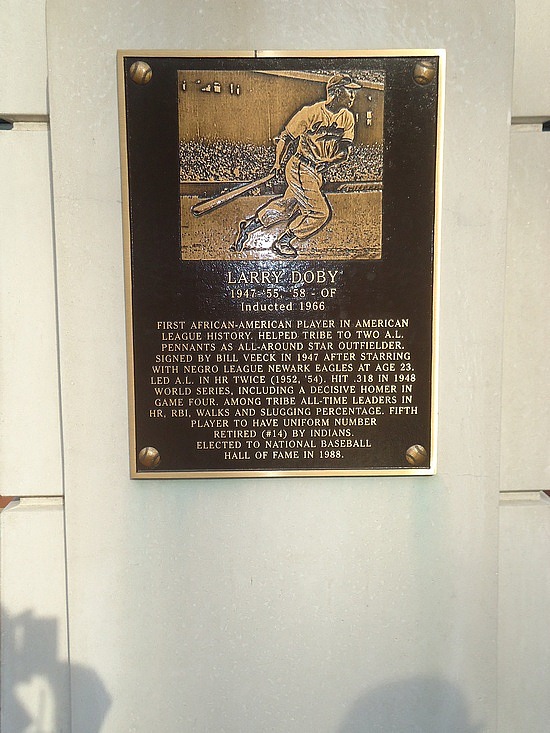 LARRY DOBY
1947-'55, '58 - OF
Inducted 1966
FIRST AFRICAN-AMERICAN PLAYER IN AMERICAN
LEAGUE HISTORY. HELPED TRIBE TO TWO A.L.
PENNANTS AS ALL-AROUND STAR OUTFIELDER.
SIGNED BY BILL VEECK IN 1947 AFTER STARRING
WITH NEGRO LEAGUE NEWARK EAGLES AT AGE 23.
LED A.L. IN HR TWICE (1952, '54). HIT .318 IN 1948
WORLD SERIES, INCLUDING A DECISIVE HOMER IN
GAME FOUR. AMONG TRIBE ALL-TIME LEADERS IN
HR, RBI, WALKS AND SLUGGING PERCENTAGE. FIFTH
PLAYER TO HAVE UNIFORM NUMBER
RETIRED (#14) BY INDIANS.
ELECTED TO NATIONAL BASEBALL
HALL OF FAME IN 1988.